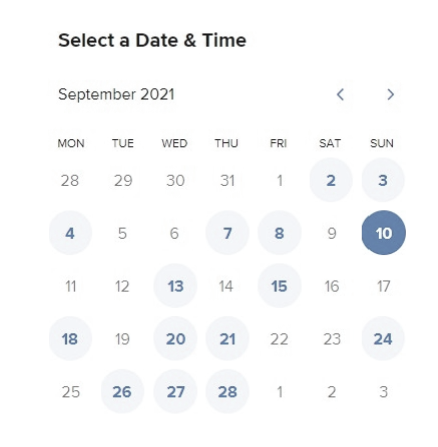 Select a Date & Time
September 2021
MON TUE WED THU FRI SAT SUN
28 29 30 31 1 2 3
4 5 6 7 8 9 10
11 12 13 14 15 16 17
18 19 20 21 22 23 24
25 26 27 28 1 2 3